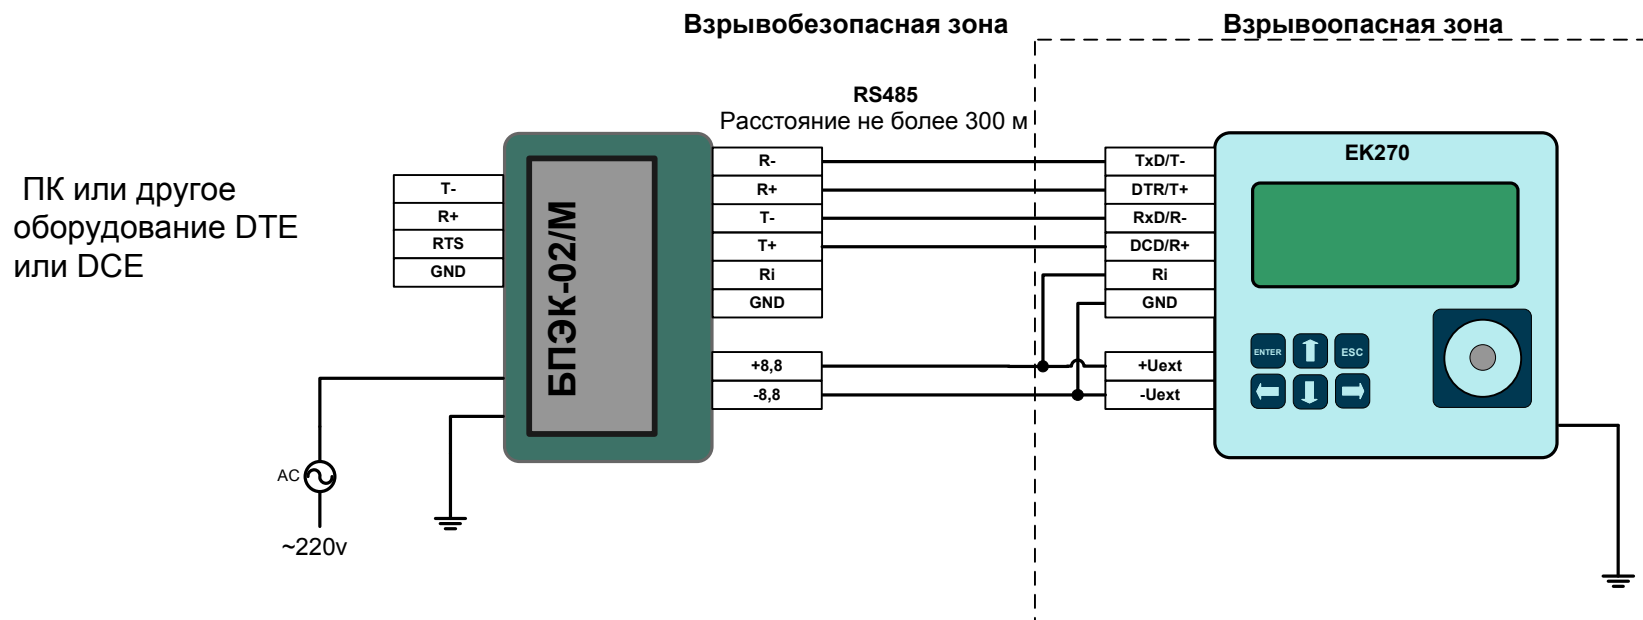 Взрывобезопасная зона
Взрывоопасная зона
RS485
Расстояние не более 300 м
ПК или другое
оборудование DTE
или DCE
T-
R+
RTS
GND
БПЭК-02/М
R-
R+
T-
T+
Ri
GND
+8,8
-8,8
TxD/T-
DTR/T+
RxD/R-
DCD/R+
Ri
GND
+Uext
-Uext
EK270
ENTER
ESC
AC
~220v